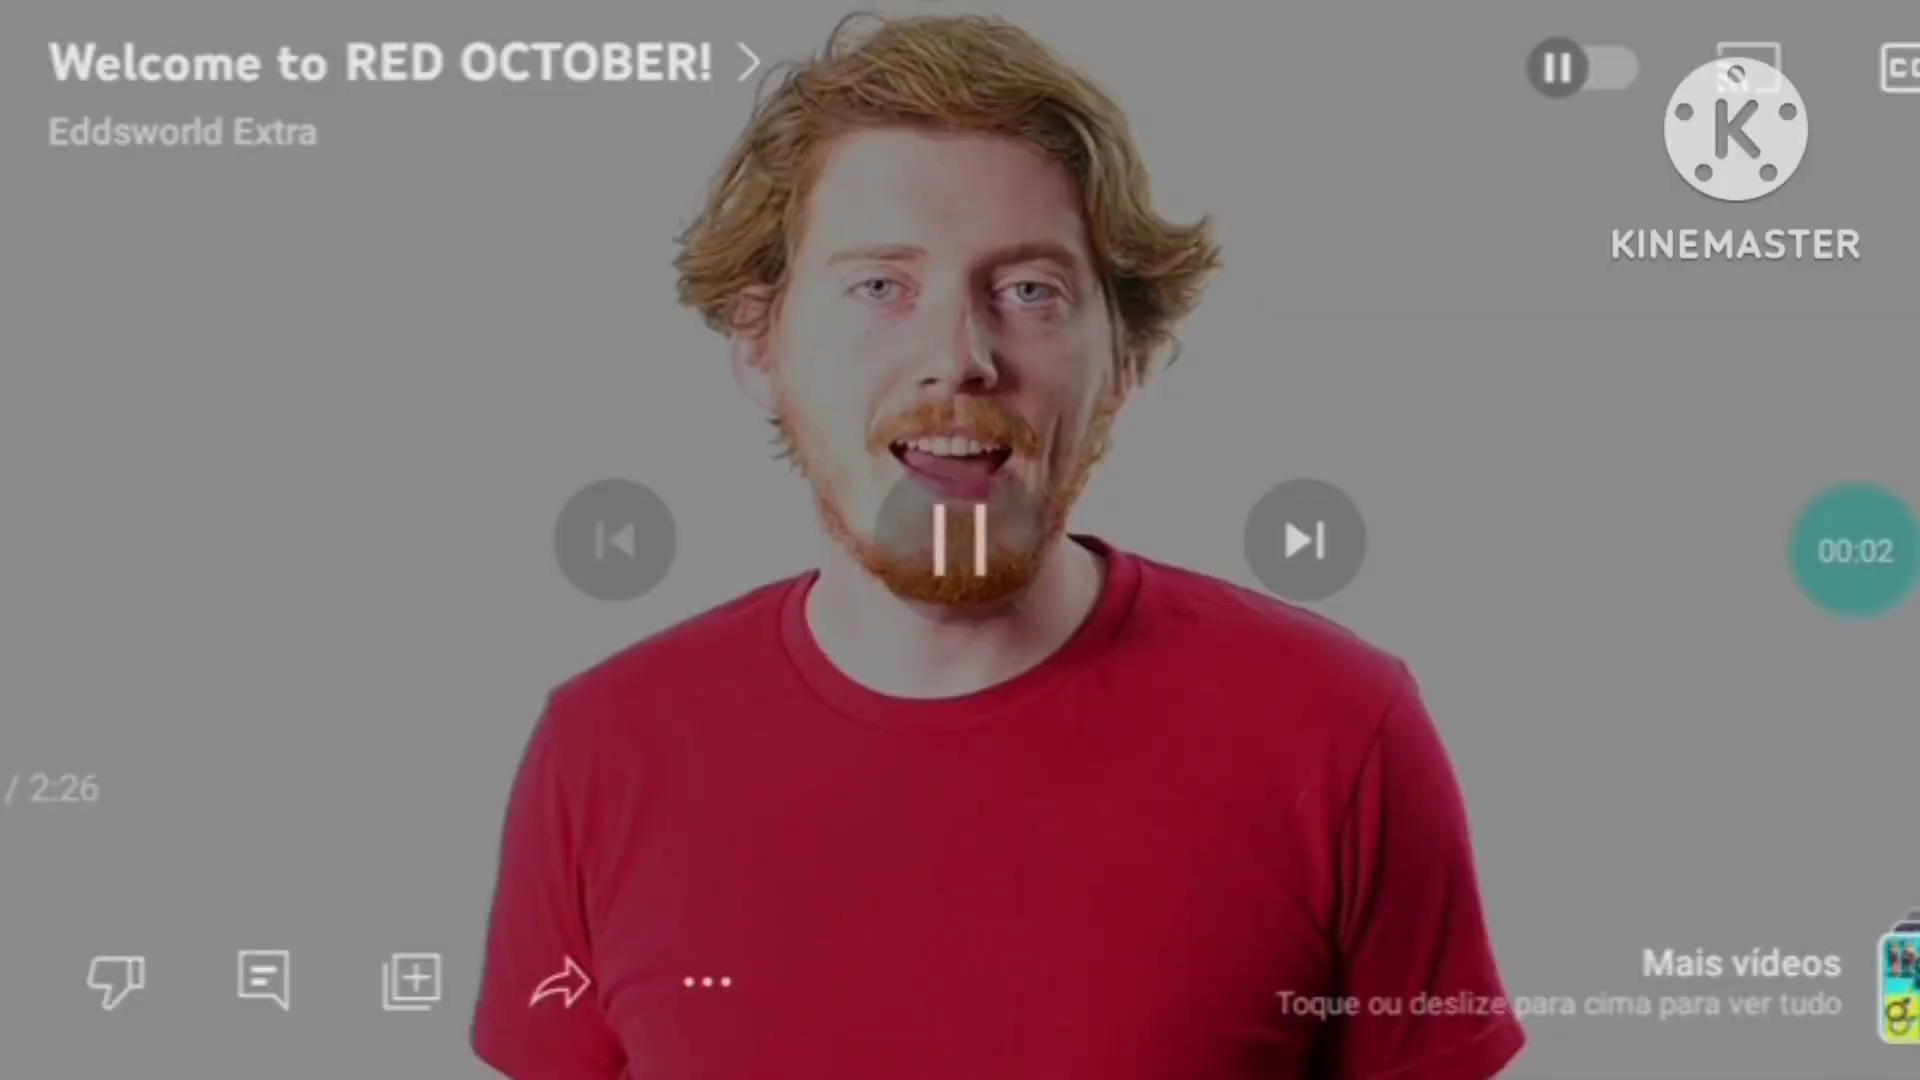 Welcome to RED OCTOBER!
Eddsworld Extra
CC
K
KINEMASTER
00:02
/ 2:26
Mais vídeos
Toque ou deslize para cima para ver tudo